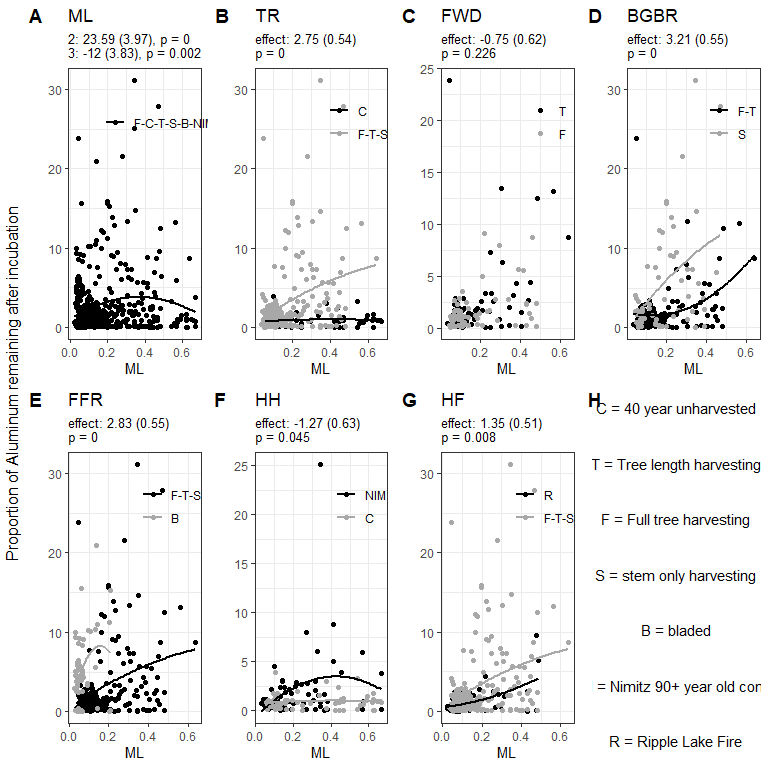 A ML
2: 23.59 (3.97), p = 0
3: -12 (3.83), p = 0.002
F-C-T-S-B-NI
30
20
10
0
0.0 0.2 0.4 0.6
ML
B TR
effect: 2.75 (0.54)
p = 0
C
F-T-S
30
20
10
0
0.2 0.4 0.6
ML
C FWD
effect: -0.75 (0.62)
p = 0.226
T
F
25
20
15
10
5
0
0.2 0.4 0.6
ML
D BGBR
effect: 3.21 (0.55)
p = 0
F-T
S
30
20
10
0
0.0 0.2 0.4 0.6
ML
Proportion of Aluminum remaining after incubation
E FFR
effect: 2.83 (0.55)
p = 0
F-T-S
B
30
20
10
0
0.0 0.2 0.4 0.6
ML
F HH
effect: -1.27 (0.63)
p = 0.045
NIM
C
25
20
15
10
5
0
0.2 0.4 0.6
ML
G HF
effect: 1.35 (0.51)
p = 0.008
R
F-T-S
30
20
10
0
0.0 0.2 0.4 0.6
ML
H
C = 40 year unharvested
T = Tree length harvesting
F = Full tree harvesting
S = stem only harvesting
B = bladed
= Nimitz 90+ year old con
R = Ripple Lake Fire